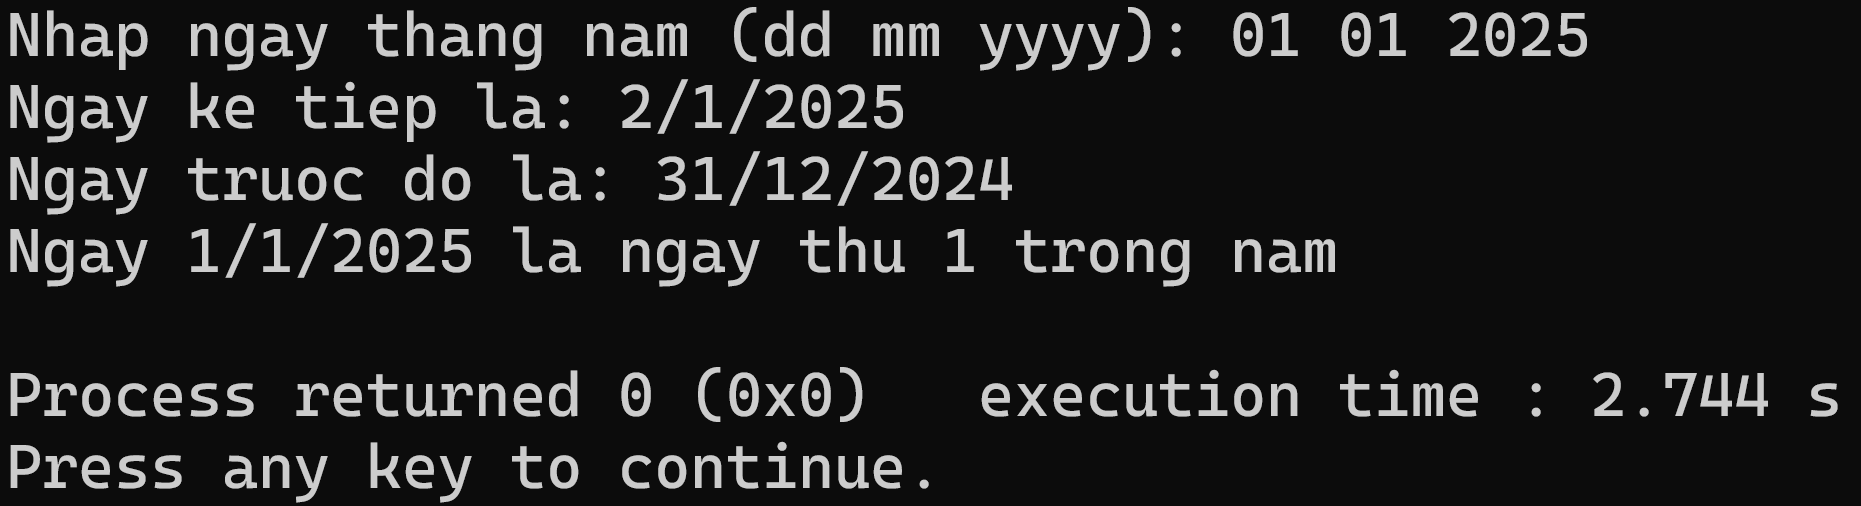 Nhap ngay thang nam (dd mm yyyy): 01 01 2025
Ngay ke tiep la: 2/1/2025
Ngay truoc do la: 31/12/2024
Ngay 1/1/2025 la ngay thu 1 trong nam
Process returned 0 (0x0)   execution time : 2.744 s
Press any key to continue.